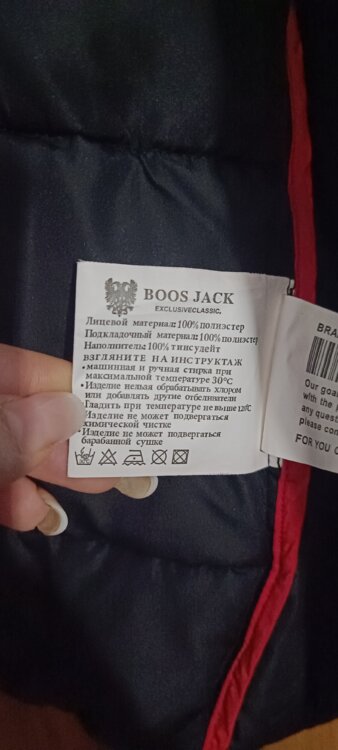 BOOS JACK
EXCLUSIVECLASSIC.
Лицевой материал: 100% полиэстер
Подкладочный материал: 100% полиэстер
Наполнитель: 100% тинсулейт
ВЗГЛЯНИТЕ НА ИНСТРУКТАЖ
•машинная и ручная стирка при
максимальной температуре 30°C
•Изделие нельзя обрабатывать хлором
или добавлять другие отбеливатели
Гладить при температуре не выше 120°C
Изделие не может подвергаться
химической чистке
•Изделие не может подвергаться
барабанной сушке
BRA
Our goa
with the
any quest
please con
FOR YOU C